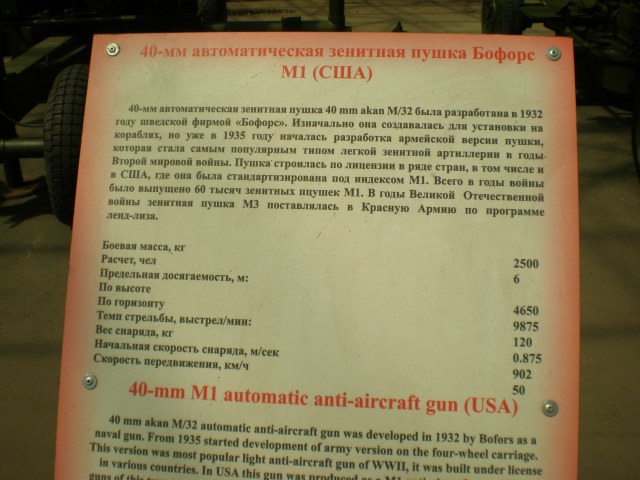 40-мм автоматическая зенитная пушка Бофорс
М1 (США)
40-мм автоматическая зенитная пушка 40 mm akan M/32 была разработана в 1932
году шведской фирмой «Бофорс». Изначально она создавалась для установки на
кораблях, но уже в 1935 году началась разработка армейской версии пушки,
которая стала самым популярным типом легкой зенитной артиллерии в годы
Второй мировой войны. Пушка строилась по лицензии в ряде стран, в том числе и
в США, где она была стандартизирована под индексом М1. Всего в годы войны
было выпущено 60 тысяч зенитных пцушек М1. В годы Великой Отечественной
войны зенитная пушка М3 поставлялась в Красную Армию по программе
ленд-лиза.
Боевая масса, кг 2500
Расчет, чел 6
Предельная досягаемость, м:
По высоте 4650
По горизонту 9875
Темп стрельбы, выстрел/мин: 120
Вес снаряда, кг 0.875
Начальная скорость снаряда, м/сек 902
Скорость передвижения, км/ч 50
40-mm M1 automatic anti-aircraft gun (USA)
40 mm akan M/32 automatic anti-aircraft gun was developed in 1932 by Bofors as a
naval gun. From 1935 started development of army version on the four-wheel carriage.
This version was most popular light anti-aircraft gun of WWII, it was built under license
in various countries. In USA this gun was produced as a M1